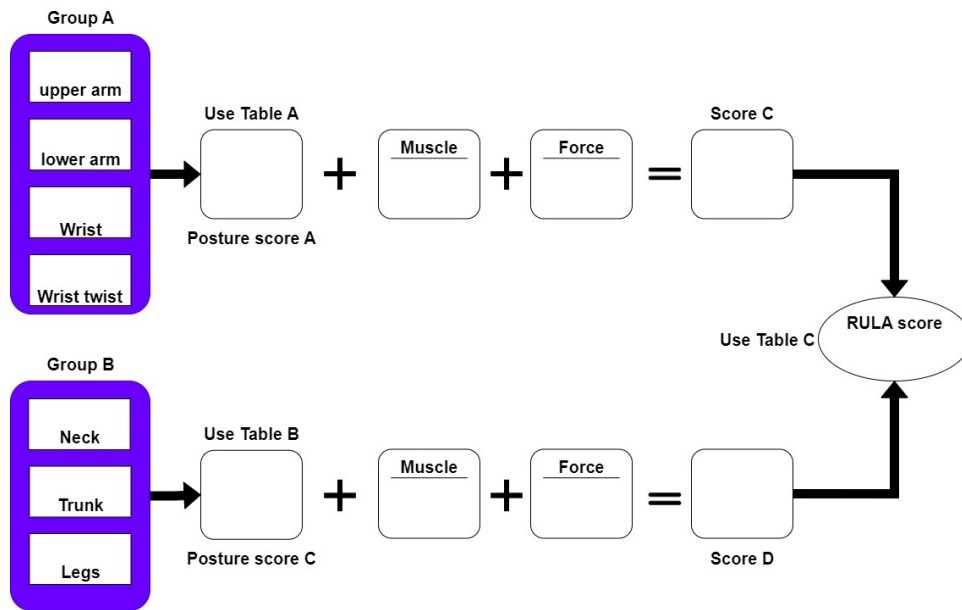 Group A
upper arm
lower arm
Wrist
Wrist twist
Use Table A
Posture score A
Muscle
Force
Score C
Use Table C
RULA score
Group B
Neck
Trunk
Legs
Use Table B
Posture score C
Muscle
Force
Score D